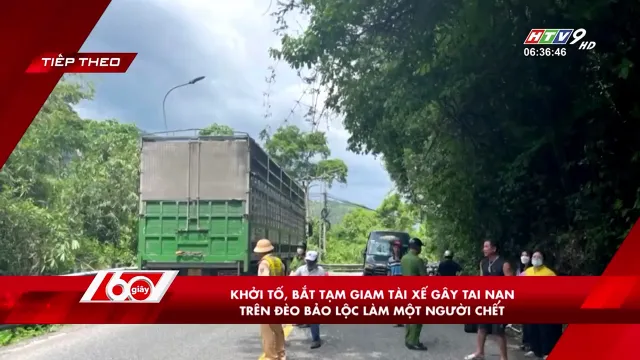 TIẾP THEO
HTV9 HD
06:36:46
60 giây
KHỞI TỐ, BẮT TẠM GIAM TÀI XẾ GÂY TAI NẠN
TRÊN ĐÈO BẢO LỘC LÀM MỘT NGƯỜI CHẾT